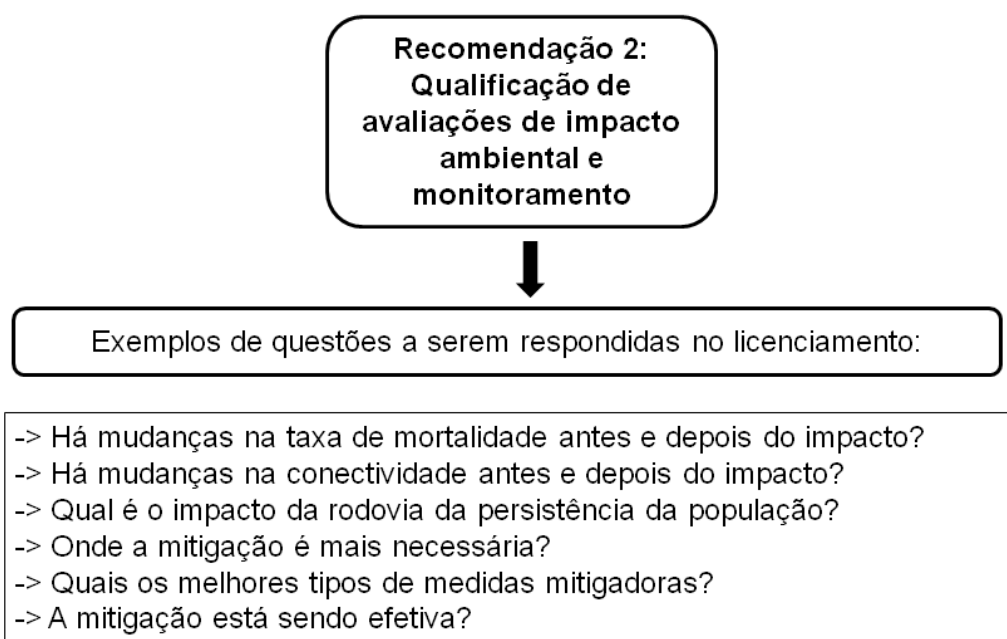 Recomendação 2:
Qualificação de
avaliações de impacto
ambiental e
monitoramento
Exemplos de questões a serem respondidas no licenciamento:
-> Há mudanças na taxa de mortalidade antes e depois do impacto?
-> Há mudanças na conectividade antes e depois do impacto?
-> Qual é o impacto da rodovia da persistência da população?
-> Onde a mitigação é mais necessária?
-> Quais os melhores tipos de medidas mitigadoras?
-> A mitigação está sendo efetiva?